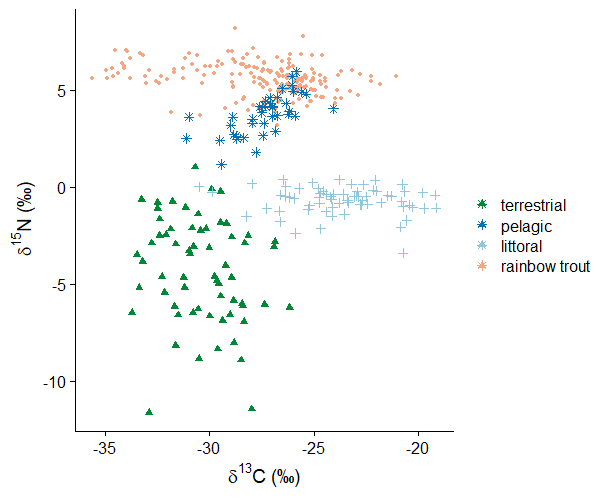 δ15N (‰)
5
0
-5
-10
-35
-30
-25
-20
δ13C (‰)
terrestrial
pelagic
littoral
rainbow trout